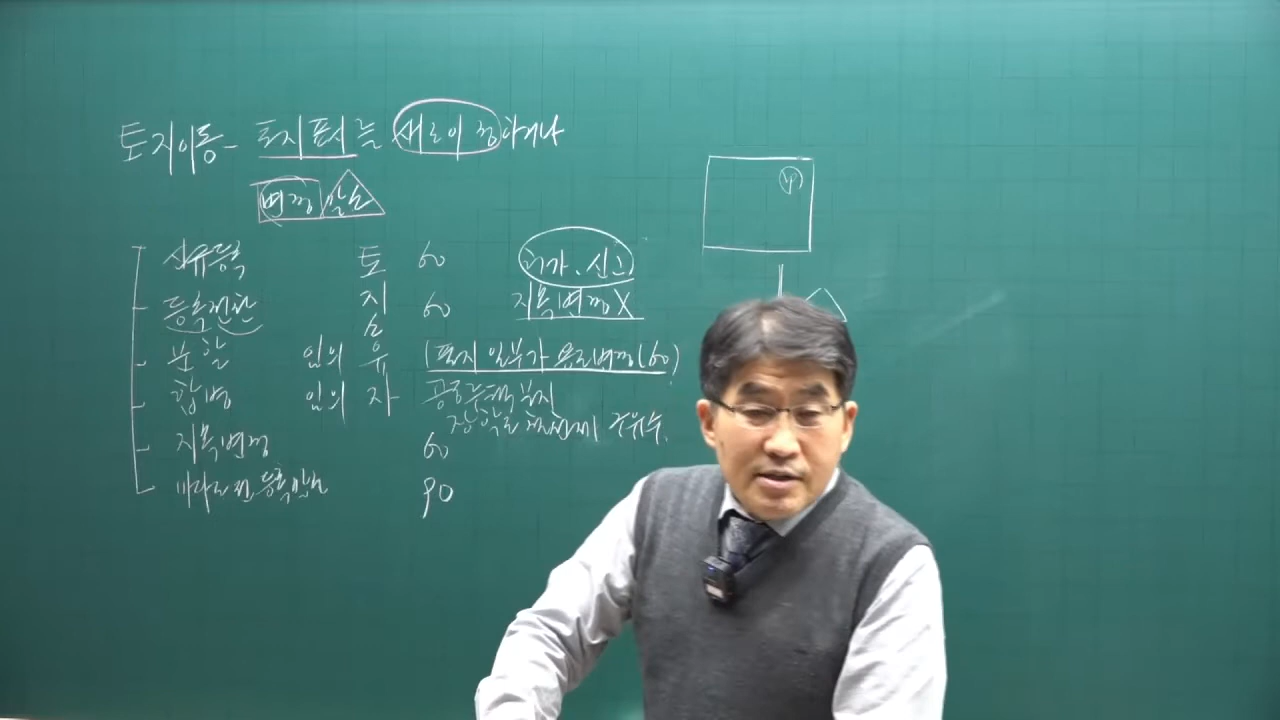 토지이동 - 토지표시를 새로이 정하거나
변경 말소
신규등록 토 60 허가、신고
등록전환 지 60 지목변경X
소
분할 임의 유 (토지 일부가 용도변경(60)
합병 임의 자 공동주택부지
지목변경 60
바다로 된 등록말소 90